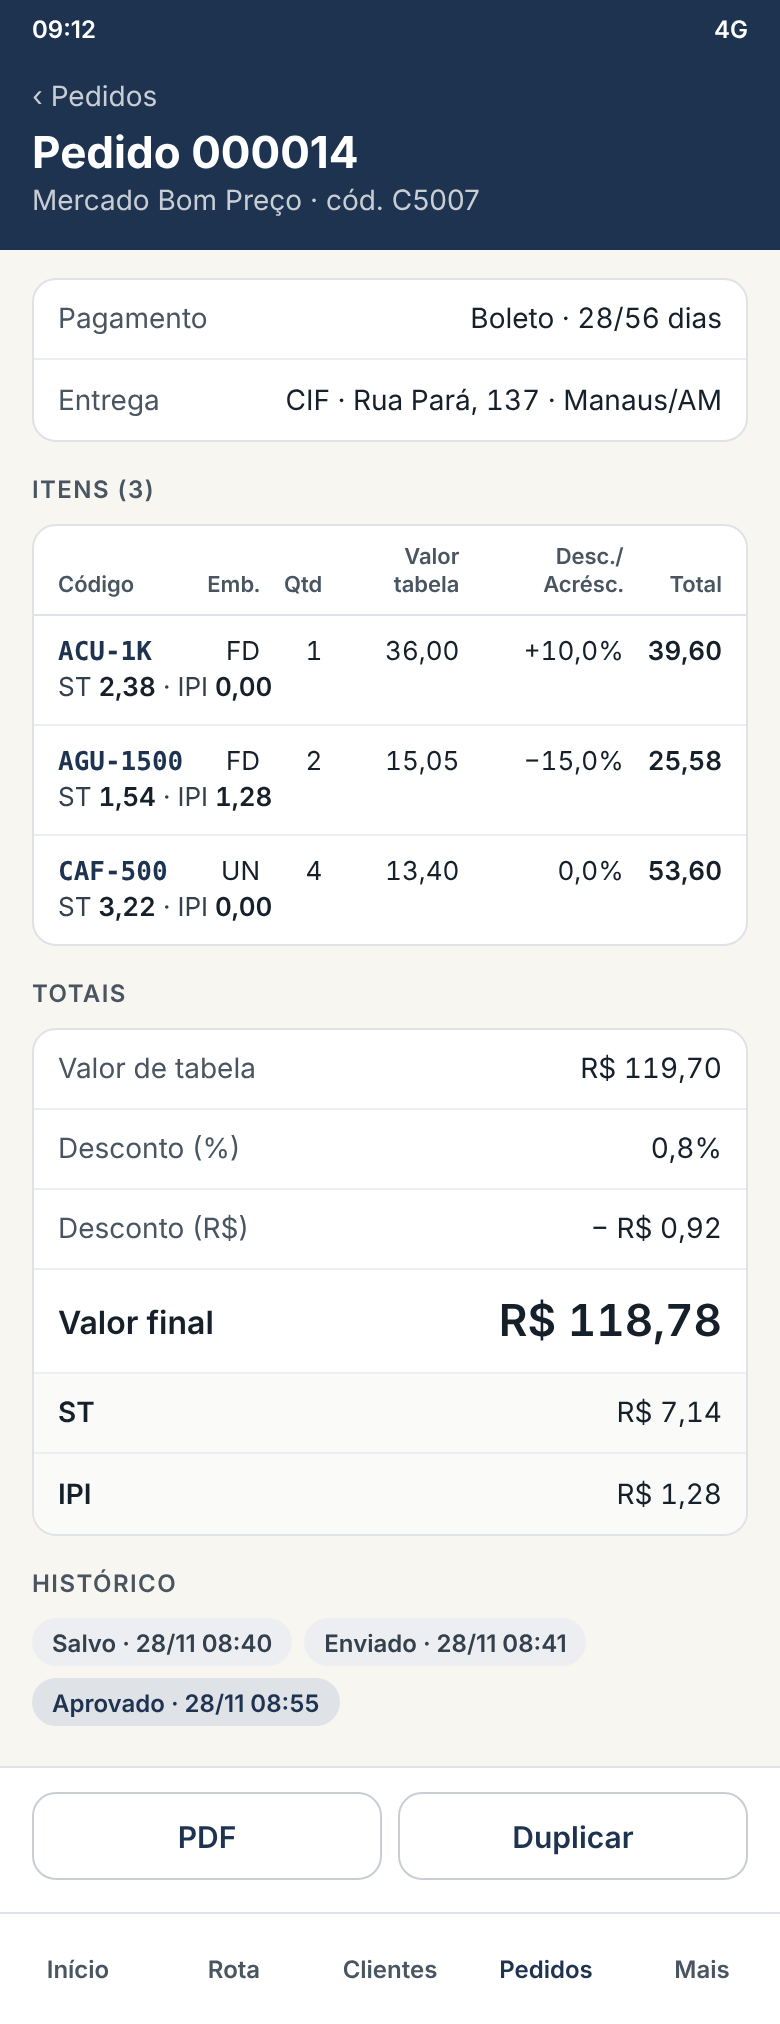 09:12 4G
‹ Pedidos
Pedido 000014
Mercado Bom Preço · cód. C5007
Pagamento Boleto · 28/56 dias
Entrega CIF · Rua Pará, 137 · Manaus/AM
ITENS (3)
Código Emb. Qtd Valor tabela Desc./ Acrésc. Total
ACU-1K FD 1 36,00 +10,0% 39,60
ST 2,38 · IPI 0,00
AGU-1500 FD 2 15,05 −15,0% 25,58
ST 1,54 · IPI 1,28
CAF-500 UN 4 13,40 0,0% 53,60
ST 3,22 · IPI 0,00
TOTAIS
Valor de tabela R$ 119,70
Desconto (%) 0,8%
Desconto (R$) − R$ 0,92
Valor final R$ 118,78
ST R$ 7,14
IPI R$ 1,28
HISTÓRICO
Salvo · 28/11 08:40 Enviado · 28/11 08:41
Aprovado · 28/11 08:55
PDF Duplicar
Início Rota Clientes Pedidos Mais